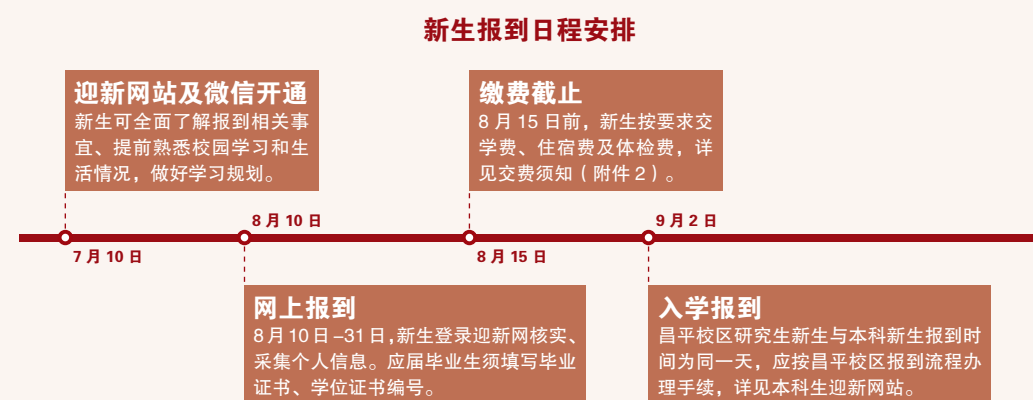 新生报到日程安排
迎新网站及微信开通
新生可全面了解报到相关事
宜、提前熟悉校园学习和生
活情况，做好学习规划。
缴费截止
8 月 15 日前，新生按要求交
学费、住宿费及体检费，详
见交费须知（附件 2）。
8 月 10 日
9 月 2 日
7 月 10 日
8 月 15 日
网上报到
8月10日–31日,新生登录迎新网核实、
采集个人信息。应届毕业生须填写毕业
证书、学位证书编号。
入学报到
昌平校区研究生新生与本科新生报到时
间为同一天，应按昌平校区报到流程办
理手续，详见本科生迎新网站。